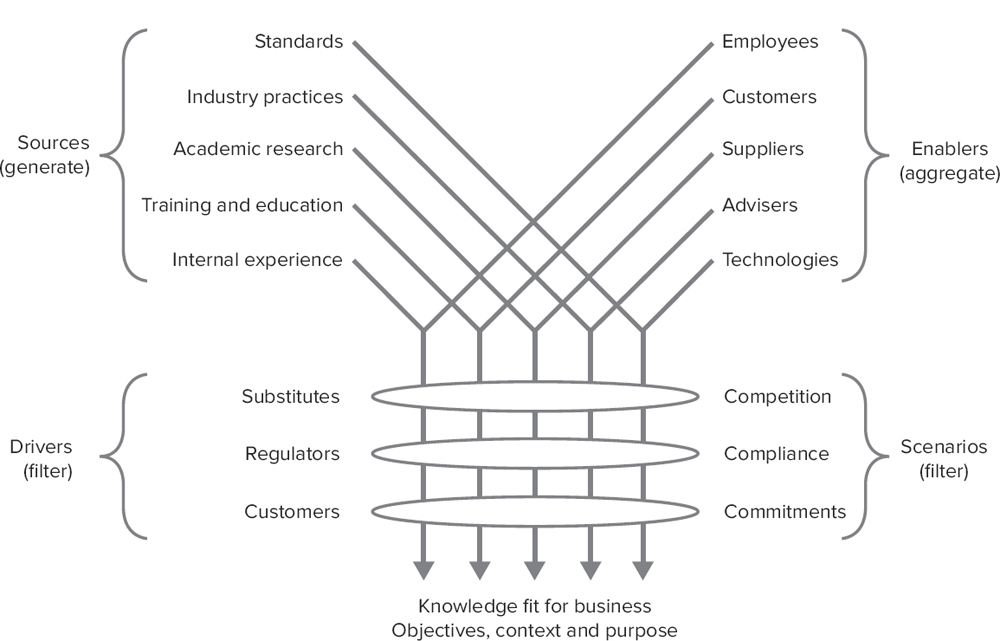 Standards
Industry practices
Academic research
Training and education
Internal experience
Sources
(generate)
Employees
Customers
Suppliers
Advisers
Technologies
Enablers
(aggregate)
Substitutes
Regulators
Customers
Drivers
(filter)
Competition
Compliance
Commitments
Scenarios
(filter)
Knowledge fit for business
Objectives, context and purpose